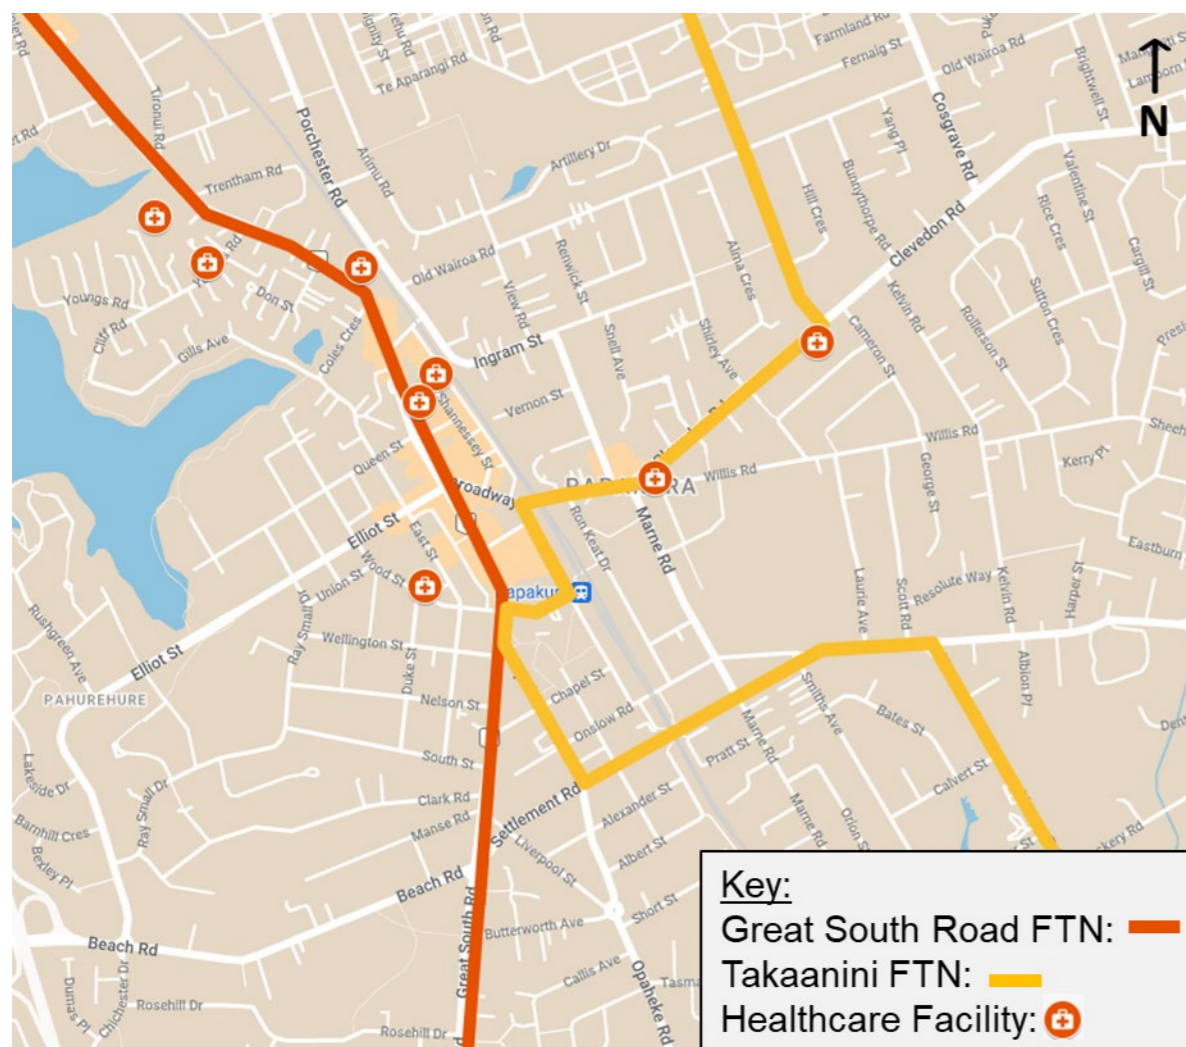 Tironui Rd
Te Aparangi Rd
Farmland Rd
Fernaig St
Old Wairoa Rd
Brightwell St
N
Porchester Rd
Arimu Rd
Artillery Dr
Trentham Rd
Cosgrave Rd
Yang Pl
Bunnythorpe Rd
Valentine St
Hill Cres
Rice Cres
Clevedon Rd
Cargill St
Old Wairoa Rd
Renwick St
Alma Cres
Youngs Rd
Don St
View Rd
Kelvin Rd
Sutton Cres
Rollerston St
Cliff Rd
Gills Ave
Coles Cres
Ingram St
Snell Ave
Shirley Ave
Cameron St
Vernon St
Shannessey St
Willis Rd
Queen St
Kerry Pl
Broadway
Willis Rd
George St
Elliot St
East St
Ron Keat Dr
Marne Rd
Eastburn
Wood St
Union St
Laurie Ave
Scott Rd
Resolute Way
Kelvin Rd
Harper St
Rushgreen Ave
Ray Small Dr
Wellington St
Elliot St
Duke St
Albion Pl
PAHUREHURE
Nelson St
Chapel St
Smiths Ave
Bates St
Onslow Rd
Marne Rd
Pratt St
Lakeside Dr
South St
Calvert St
Ray Small Dr
Clark Rd
Settlement Rd
Alexander St
Marne Rd
Orion St
Barnhill Cres
Manse Rd
Bexley Pl
Liverpool St
Albert St
Beach Rd
Key:
Short St
Great South Road FTN:
Butterworth Ave
Beach Rd
Great South Rd
Callis Ave
Takaanini FTN:
Dumas Pl
Chichester Dr
Rosehill Dr
Opaheke Rd
Healthcare Facility:
Rosehill Dr